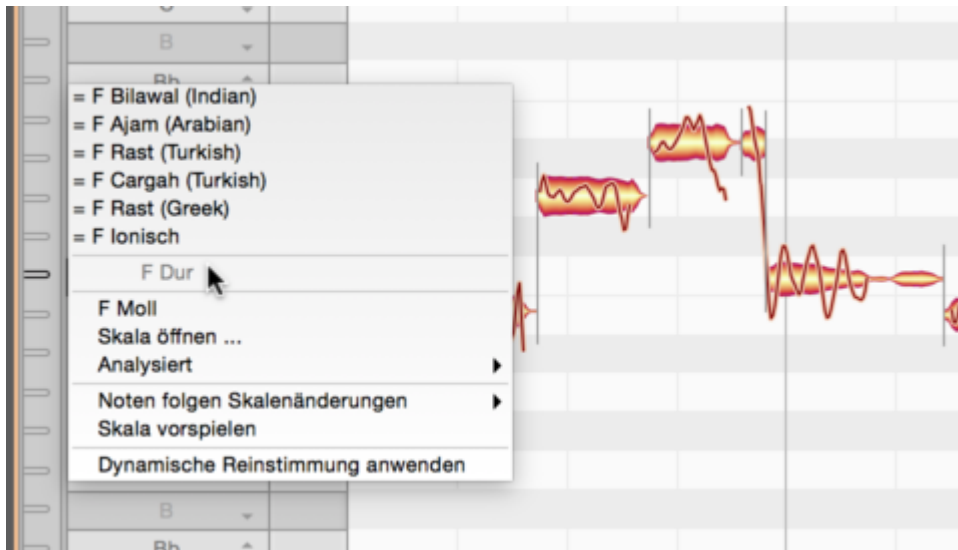 B
Bb
= F Bilawal (Indian)
= F Ajam (Arabian)
= F Rast (Turkish)
= F Cargah (Turkish)
= F Rast (Greek)
= F Ionisch
F Dur
F Moll
Skala öffnen ...
Analysiert
Noten folgen Skalenänderungen
Skala vorspielen
Dynamische Reinstimmung anwenden
B
Bb